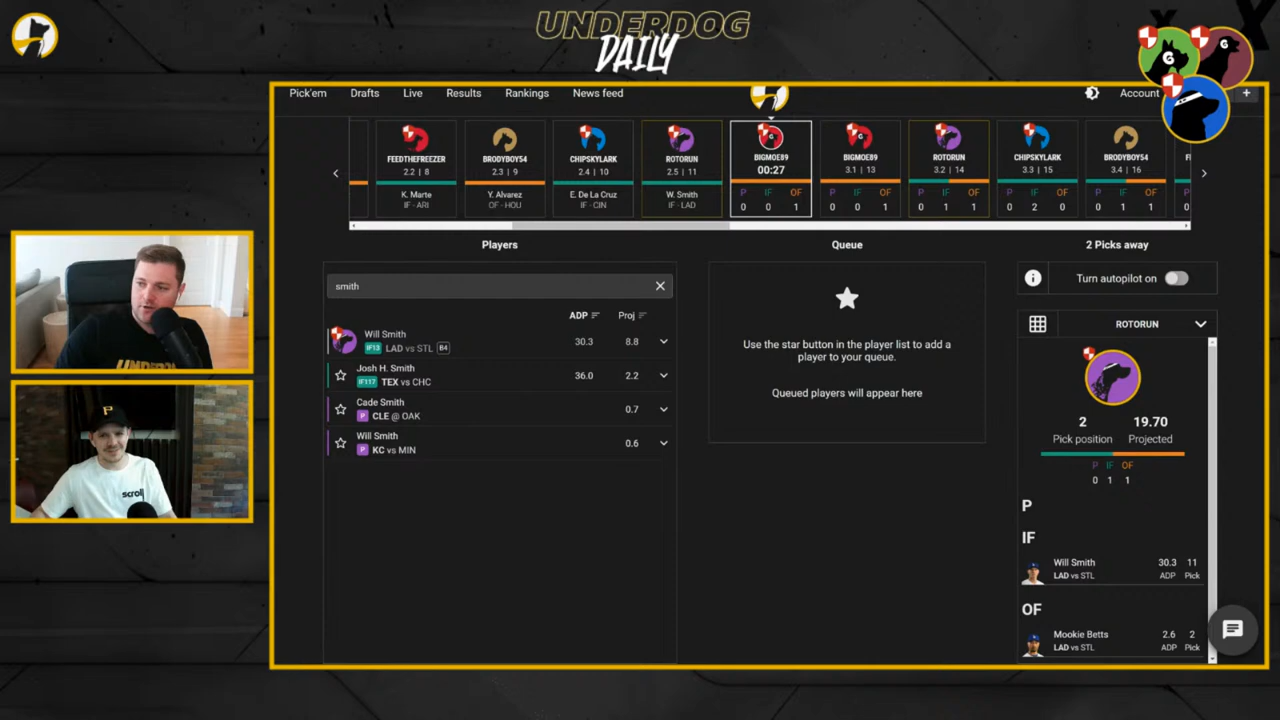 UNDERDOG
DAILY
Pick'em Drafts Live Results Rankings News feed Account +
FEEDTHEFREEZER
2.2 | 8
K. Marte
IF - ARI
BRODYBOY54
2.3 | 9
Y. Alvarez
OF - HOU
CHIPSKYLARK
2.4 | 10
E. De La Cruz
IF - CIN
ROTORUN
2.5 | 11
W. Smith
IF - LAD
BIGMOE89
00:27
P IF OF
0 0 1
BIGMOE89
3.1 | 13
P IF OF
0 0 1
ROTORUN
3.2 | 14
P IF OF
0 1 1
CHIPSKYLARK
3.3 | 15
P IF OF
0 2 0
BRODYBOY54
3.4 | 16
P IF OF
0 1 1
Players
smith
ADP Proj
Will Smith
IF13 LAD vs STL B4
30.3 8.8
Josh H. Smith
IF117 TEX vs CHC
36.0 2.2
Cade Smith
P CLE @ OAK
0.7
Will Smith
P KC vs MIN
0.6
Queue
Use the star button in the player list to add a
player to your queue.
Queued players will appear here
2 Picks away
Turn autopilot on
ROTORUN
2 19.70
Pick position Projected
P IF OF
0 1 1
P
IF
Will Smith 30.3 11
LAD vs STL ADP Pick
OF
Mookie Betts 2.6 2
LAD vs STL ADP Pick
G
G
P
scroll